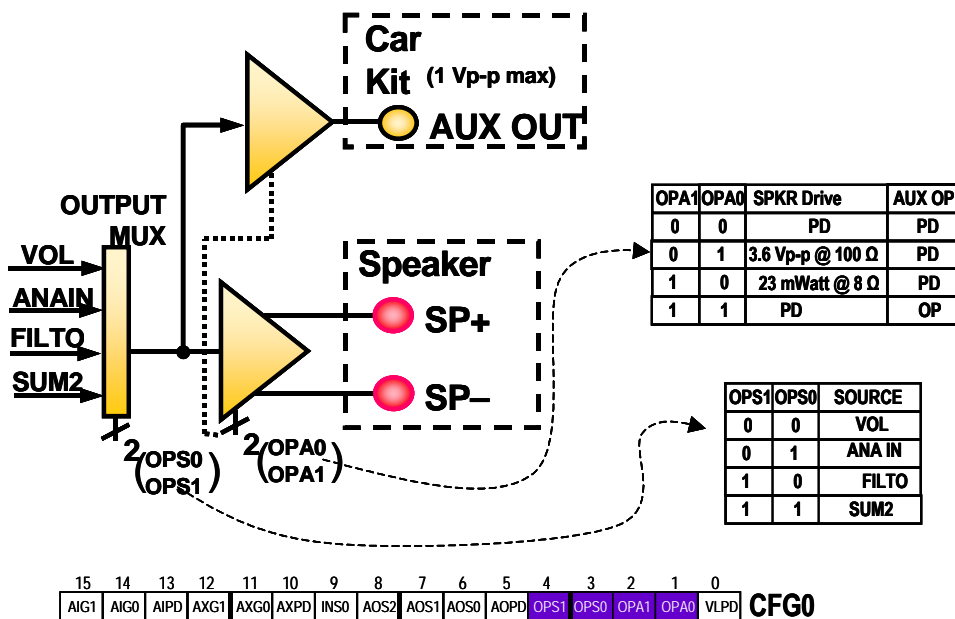 Car
Kit (1 Vp-p max)
AUX OUT
OUTPUT
MUX
VOL
ANAIN
FILTO
SUM2
Speaker
SP+
SP–
2 (OPS0
OPS1)
2 (OPA0
OPA1)
OPA1 OPA0 SPKR Drive AUX OP
0 0 PD PD
0 1 3.6 Vp-p @ 100 Ω PD
1 0 23 mWatt @ 8 Ω PD
1 1 PD OP
OPS1 OPS0 SOURCE
0 0 VOL
0 1 ANA IN
1 0 FILTO
1 1 SUM2
15 14 13 12 11 10 9 8 7 6 5 4 3 2 1 0
AIG1 AIG0 AIPD AXG1 AXG0 AXPD INS0 AOS2 AOS1 AOS0 AOPD OPS1 OPS0 OPA1 OPA0 VLPD CFG0